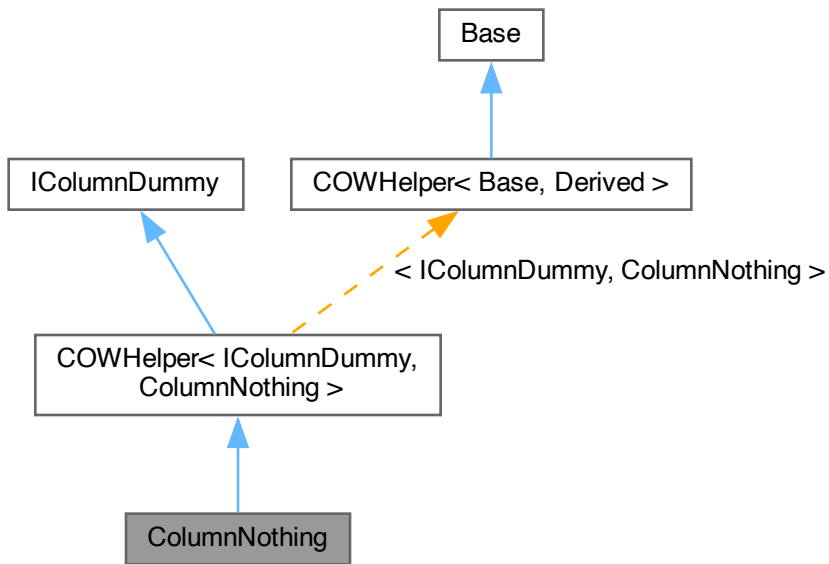 Base
IColumnDummy
COWHelper< Base, Derived >
< IColumnDummy, ColumnNothing >
COWHelper< IColumnDummy,
ColumnNothing >
ColumnNothing